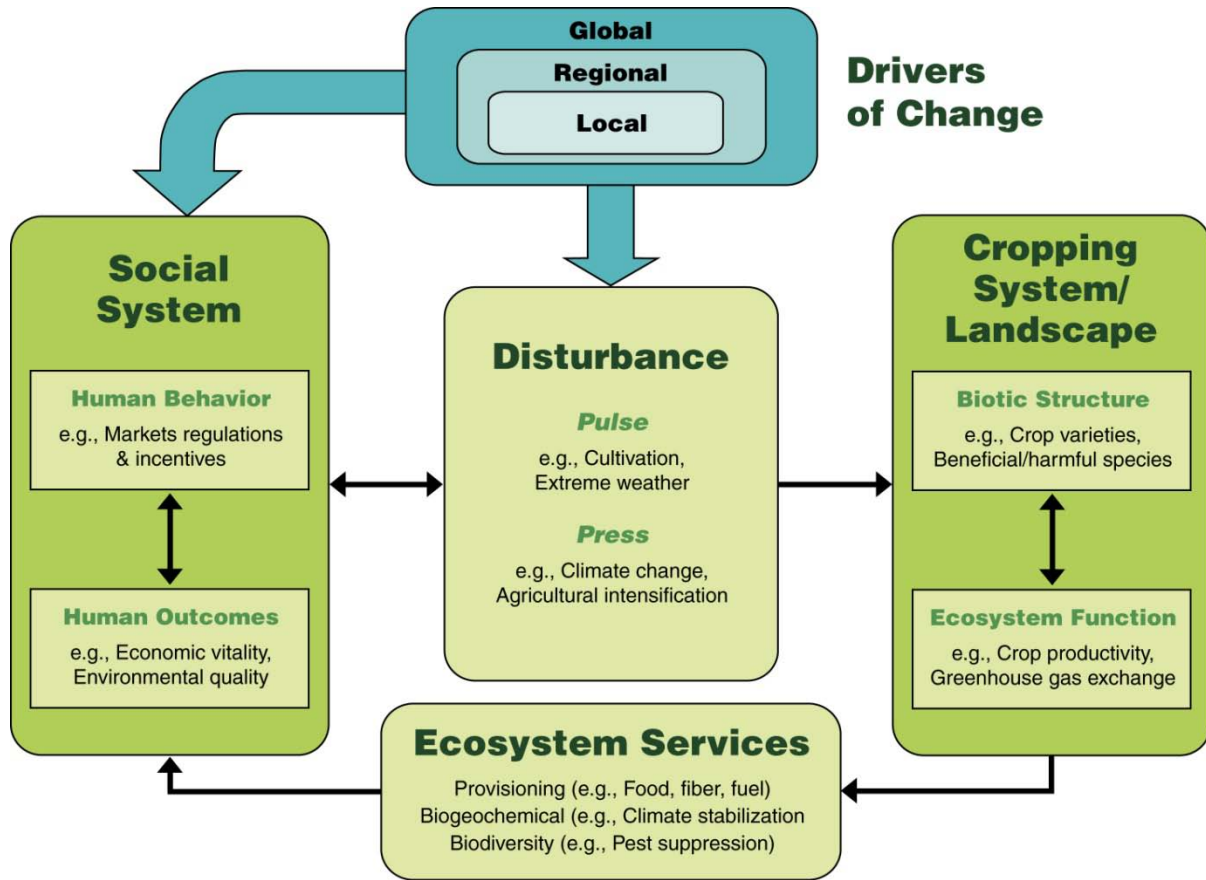 Global
Regional
Local
Drivers
of Change
Social
System
Human Behavior
e.g., Markets regulations
& incentives
Human Outcomes
e.g., Economic vitality,
Environmental quality
Disturbance
Pulse
e.g., Cultivation,
Extreme weather
Press
e.g., Climate change,
Agricultural intensification
Cropping
System/
Landscape
Biotic Structure
e.g., Crop varieties,
Beneficial/harmful species
Ecosystem Function
e.g., Crop productivity,
Greenhouse gas exchange
Ecosystem Services
Provisioning (e.g., Food, fiber, fuel)
Biogeochemical (e.g., Climate stabilization
Biodiversity (e.g., Pest suppression)